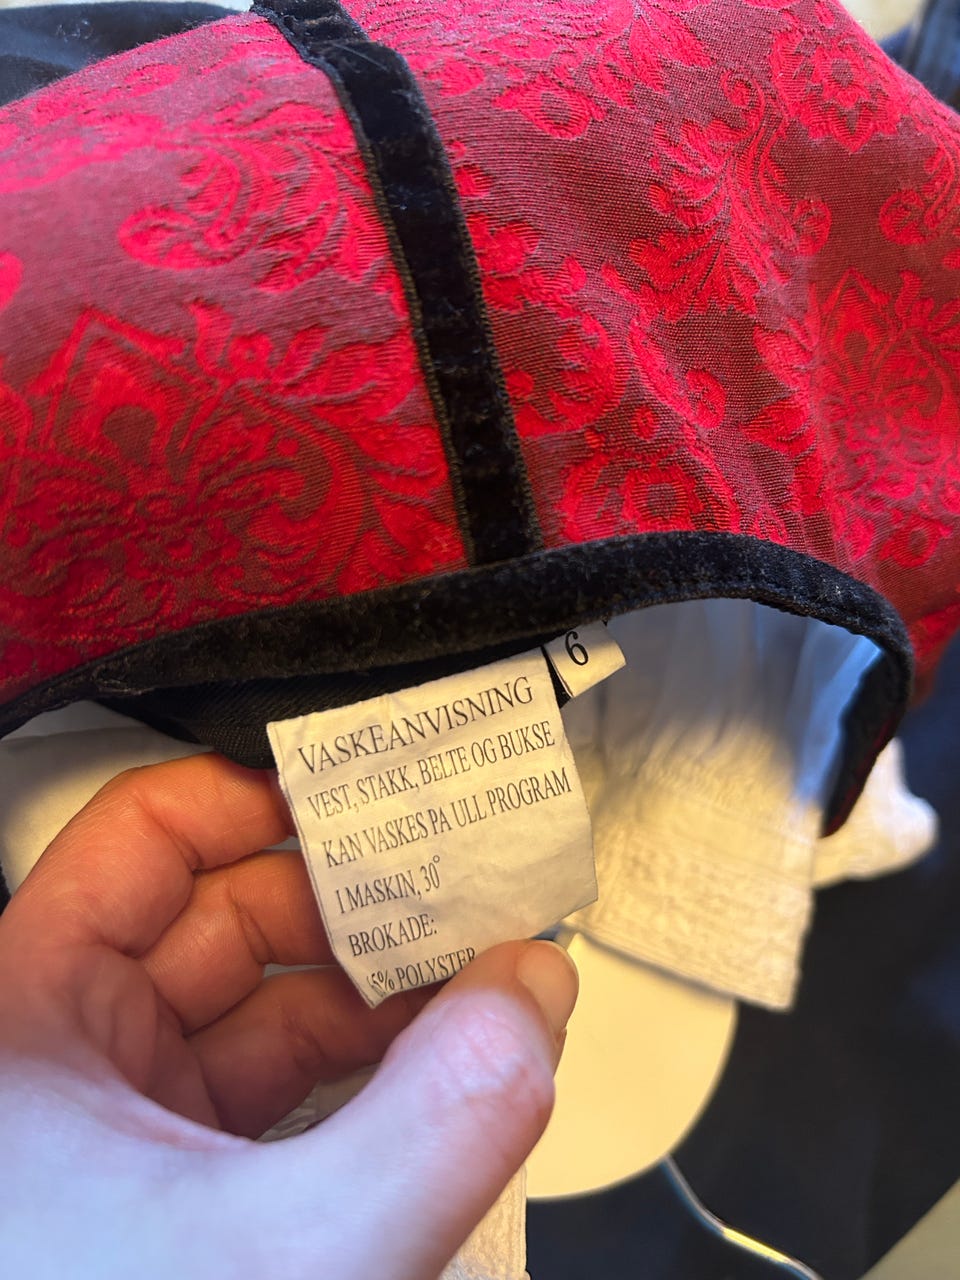 6
VASKEANVISNING
VEST, STAKK, BELTE OG BUKSE
KAN VASKES PA ULL PROGRAM
I MASKIN, 30°
BROKADE:
POLYSTER